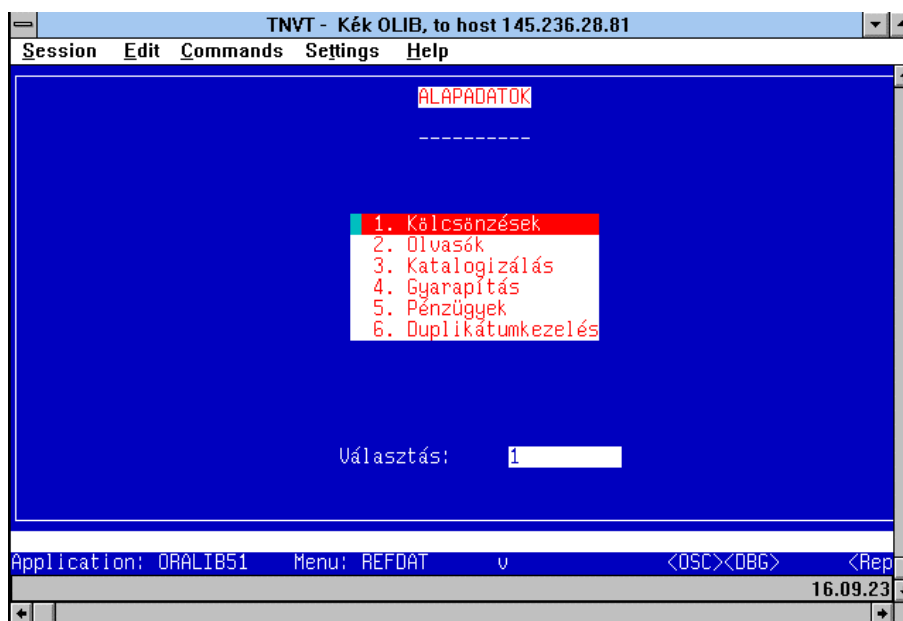 TNVT - Kék OLIB, to host 145.236.28.81
Session Edit Commands Settings Help
ALAPADATOK
----------
1. Kölcsönzések
2. Olvasók
3. Katalogizálás
4. Gyarapítás
5. Pénzügyek
6. Duplikátumkezelés
Választás: 1
Application: ORALIB51 Menu: REFDAT v <OSC><DBG> <Rep
16.09.23